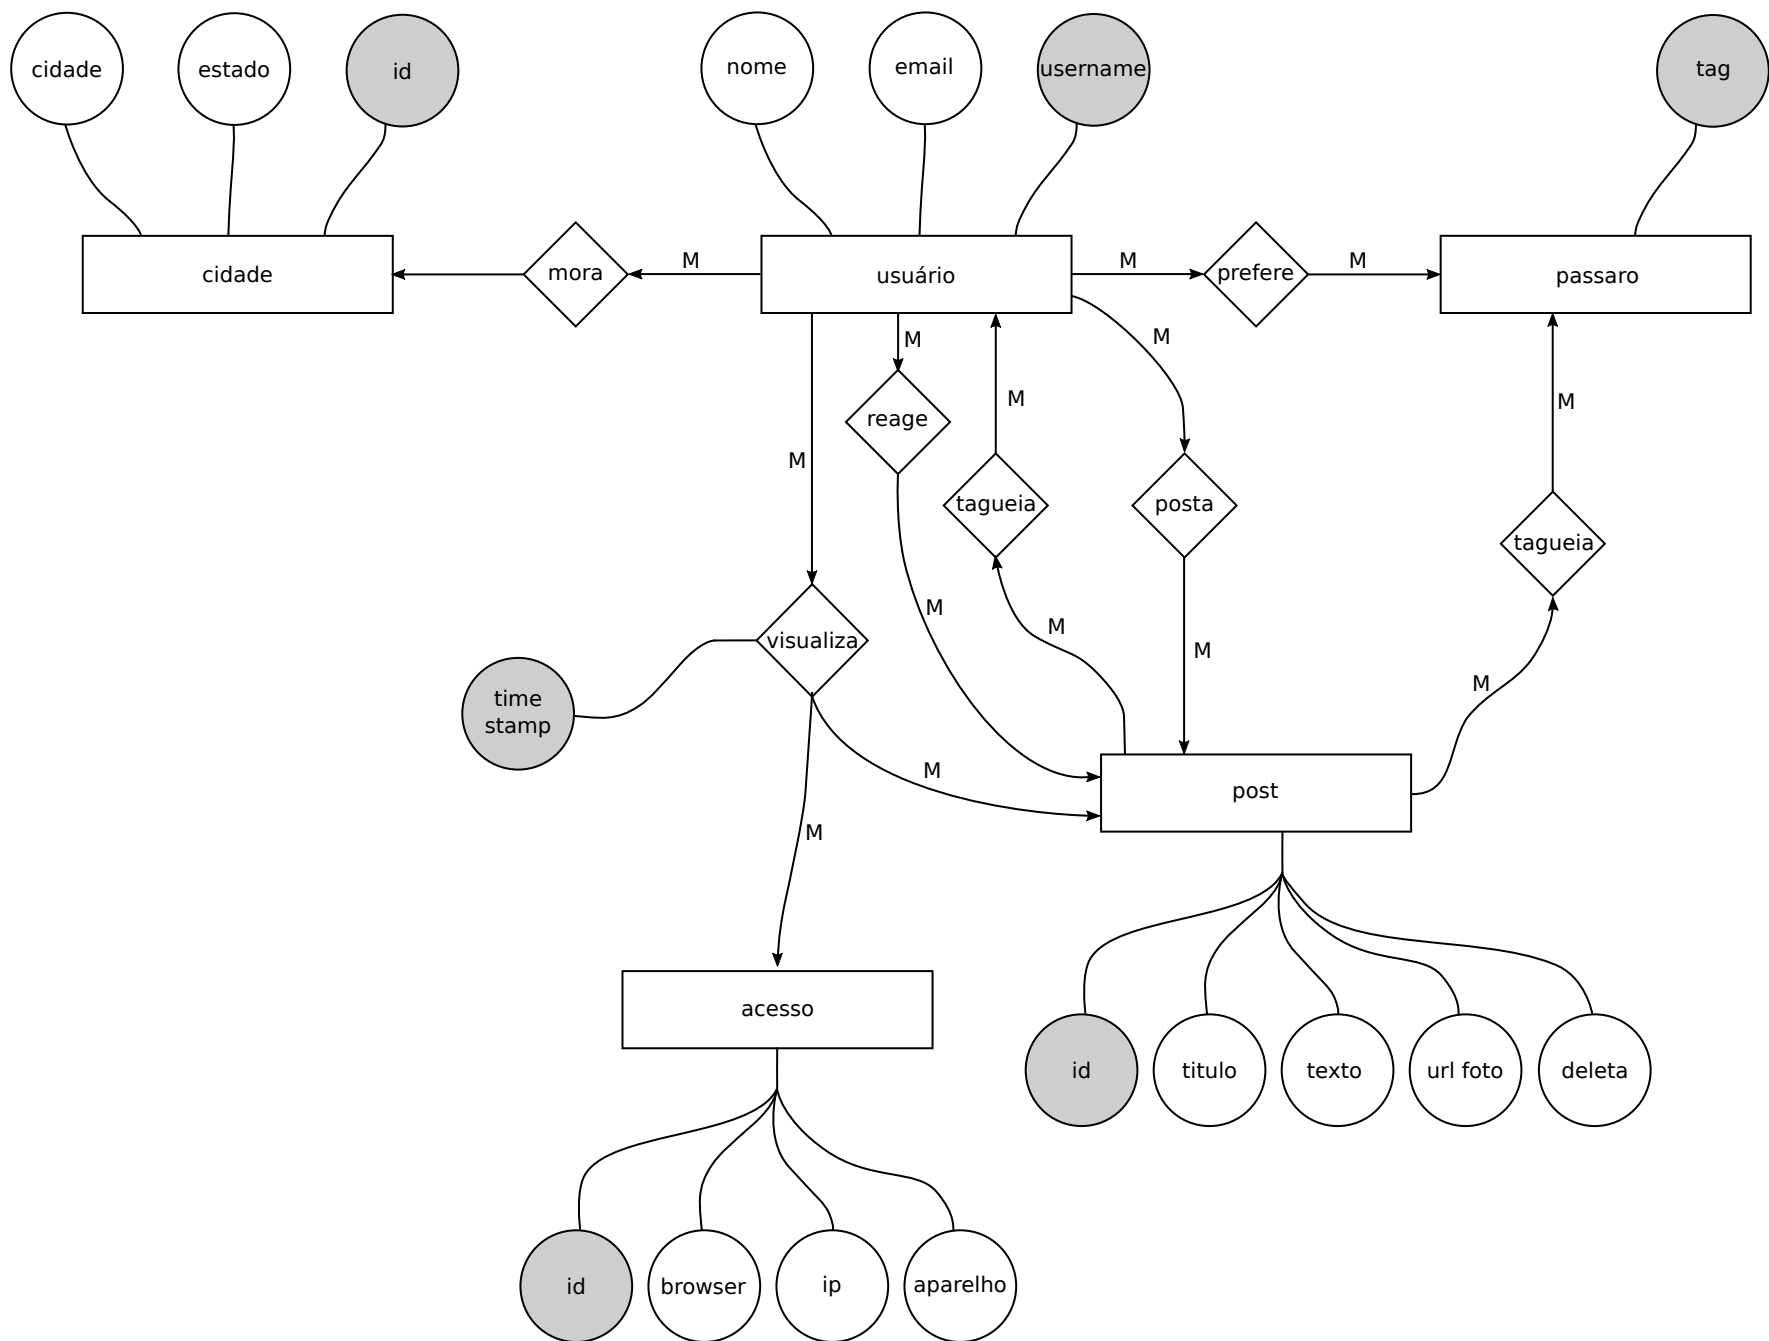 cidade
estado
id
nome
email
username
tag
cidade
mora
M
usuário
M
prefere
M
passaro
M
reage
M
tagueia
M
posta
M
M
tagueia
M
visualiza
M
M
M
M
time
stamp
M
M
post
acesso
id
titulo
texto
url foto
deleta
id
browser
ip
aparelho